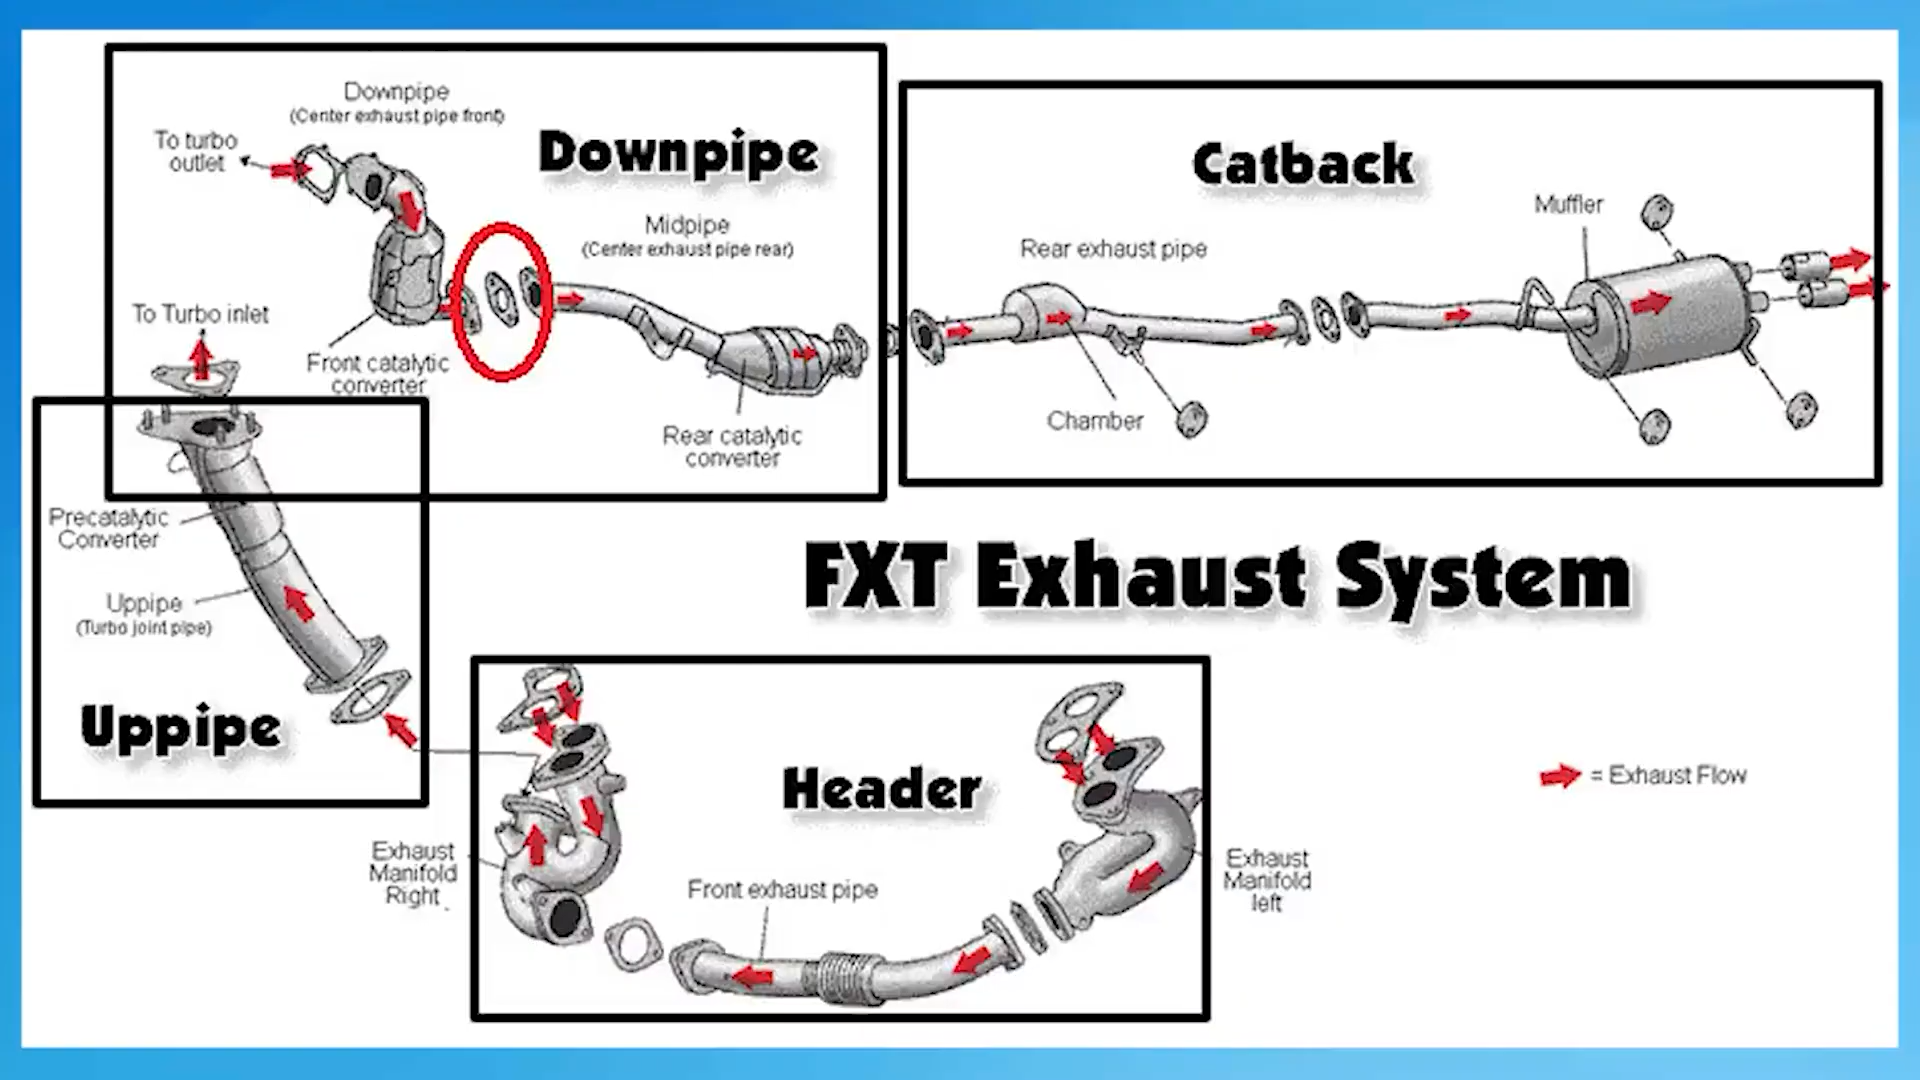 Downpipe
(Center exhaust pipe front)
To turbo
outlet
Downpipe
Midpipe
(Center exhaust pipe rear)
Front catalytic
converter
Rear catalytic
converter
Catback
Muffler
Rear exhaust pipe
Chamber
To Turbo inlet
Precatalytic
Converter
Uppipe
(Turbo joint pipe)
Uppipe
FXT Exhaust System
Header
Exhaust
Manifold
Right
Front exhaust pipe
Exhaust
Manifold
left
= Exhaust Flow